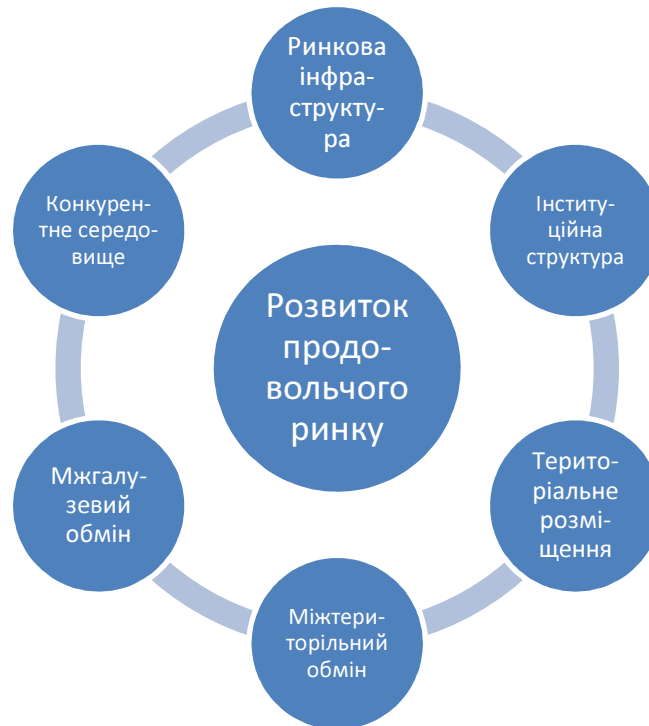 Ринкова
інфра-
структу-
ра
Інститу-
ційна
структура
Терито-
ріальне
розмі-
щення
Міжтери-
торільний
обмін
Мжгалу-
зевий
обмін
Конкурен-
тне середо-
вище
Розвиток
продо-
вольчого
ринку